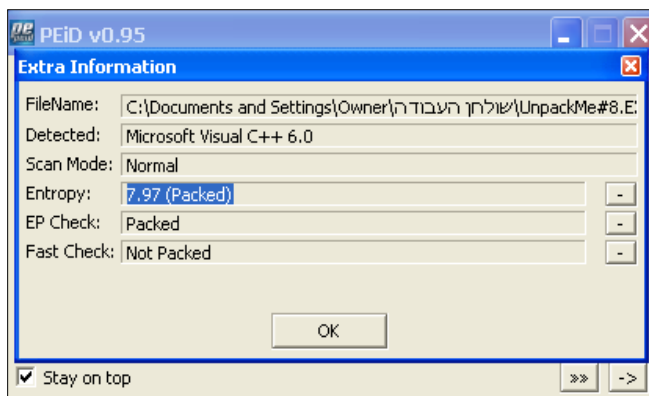 PEiD v0.95
Extra Information
FileName: C:\Documents and Settings\Owner\שולחן העבודה\UnpackMe#8.E
Detected: Microsoft Visual C++ 6.0
Scan Mode: Normal
Entropy: 7.97 (Packed) -
EP Check: Packed -
Fast Check: Not Packed -
OK
Stay on top »» ->